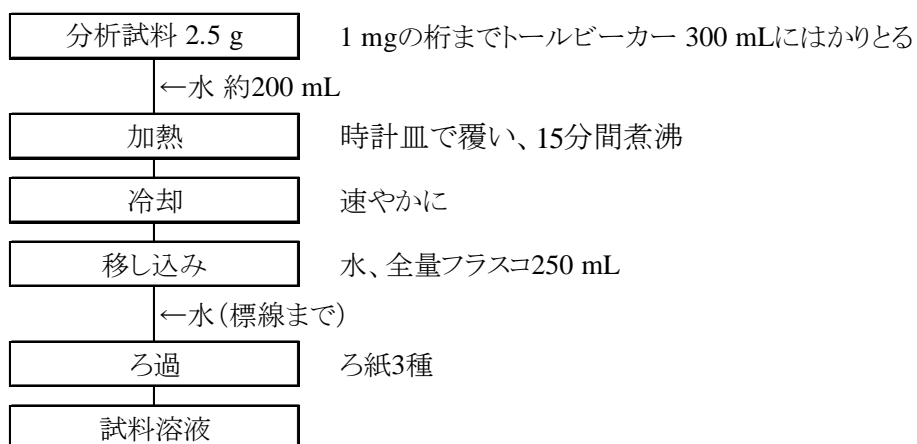 分析試料 2.5 g 1 mgの桁までトールビーカー 300 mLにはかりとる
←水 約200 mL
加熱 時計皿で覆い、15分間煮沸
冷却 速やかに
移し込み 水、全量フラスコ250 mL
←水（標線まで）
ろ過 ろ紙3種
試料溶液